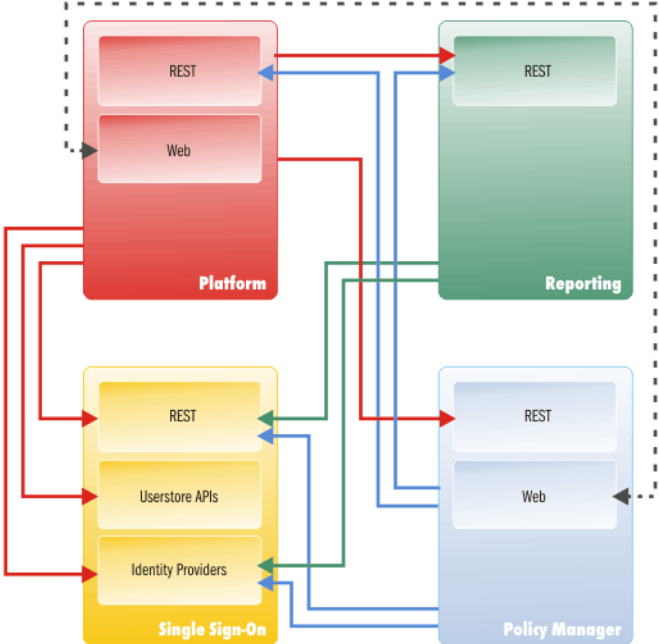 REST
Web
Platform
REST
Reporting
REST
Userstore APIs
Identity Providers
Single Sign-On
REST
Web
Policy Manager